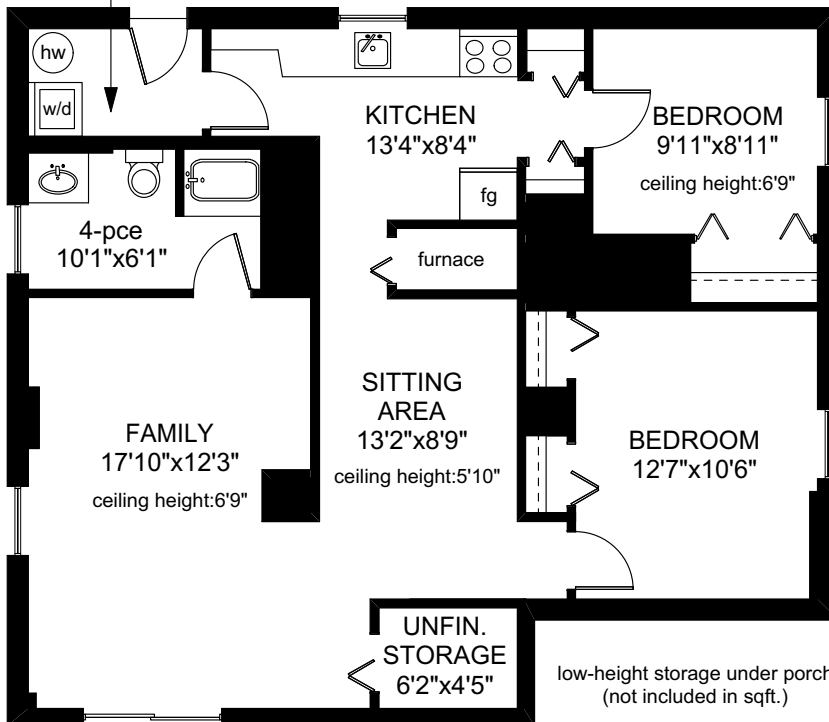 hw
w/d
KITCHEN
13'4"x8'4"
BEDROOM
9'11"x8'11"
ceiling height:6'9"
fg
4-pce
10'1"x6'1"
furnace
FAMILY
17'10"x12'3"
ceiling height:6'9"
SITTING
AREA
13'2"x8'9"
ceiling height:5'10"
BEDROOM
12'7"x10'6"
UNFIN.
STORAGE
6'2"x4'5"
low-height storage under porch
(not included in sqft.)